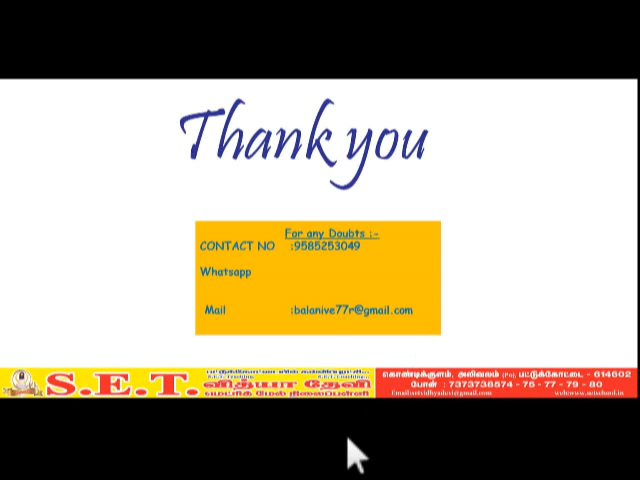 Thank you
For any Doubts :-
CONTACT NO :9585253049
Whatsapp
Mail :balanive77r@gmail.com
S.E.T.
வித்யா தேவி
மெட்ரிக் மேல் நிலைப்பள்ளி
கொண்டிக்குளம், அலிவலம் (Po), பட்டுக்கோட்டை - 614602
போன் : 7373738574 - 75 - 77 - 79 - 80